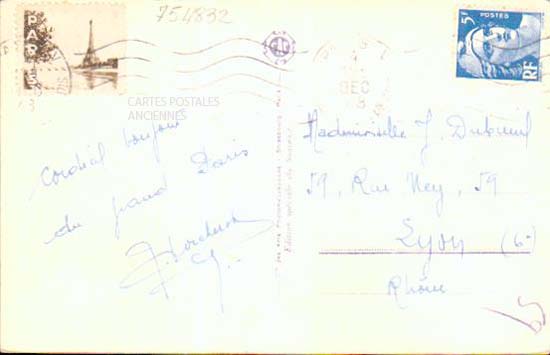 754832
PARIS
5F
POSTES
RF
DEC
CARTES POSTALES
ANCIENNES
Cordial bonjour
du grand Paris
Mademoiselle J. Dubreuil
59, Rue Ney, 59
Lyon (6e)
Rhône